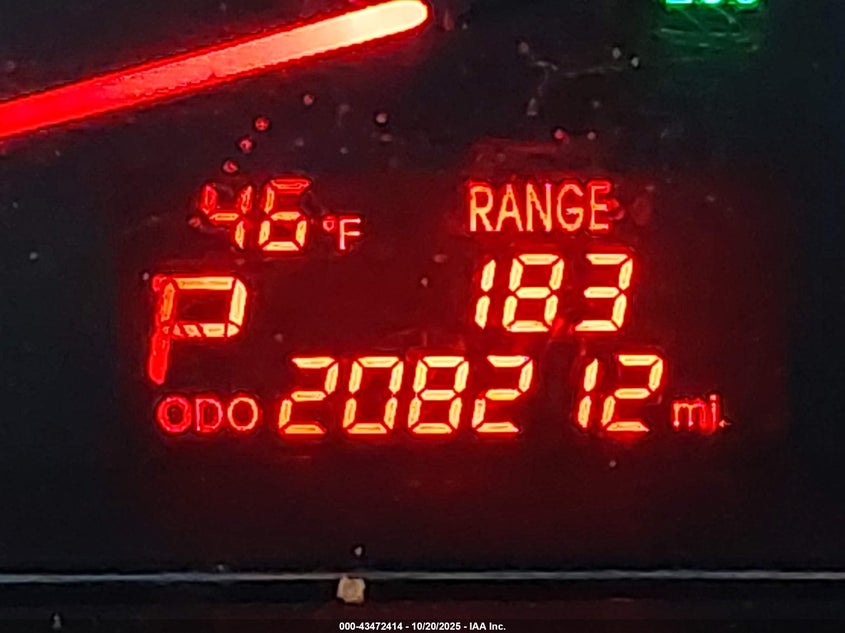 46°F RANGE
P 183
ODO 208212 mi.
000-43472414 - 10/20/2025 - IAA Inc.